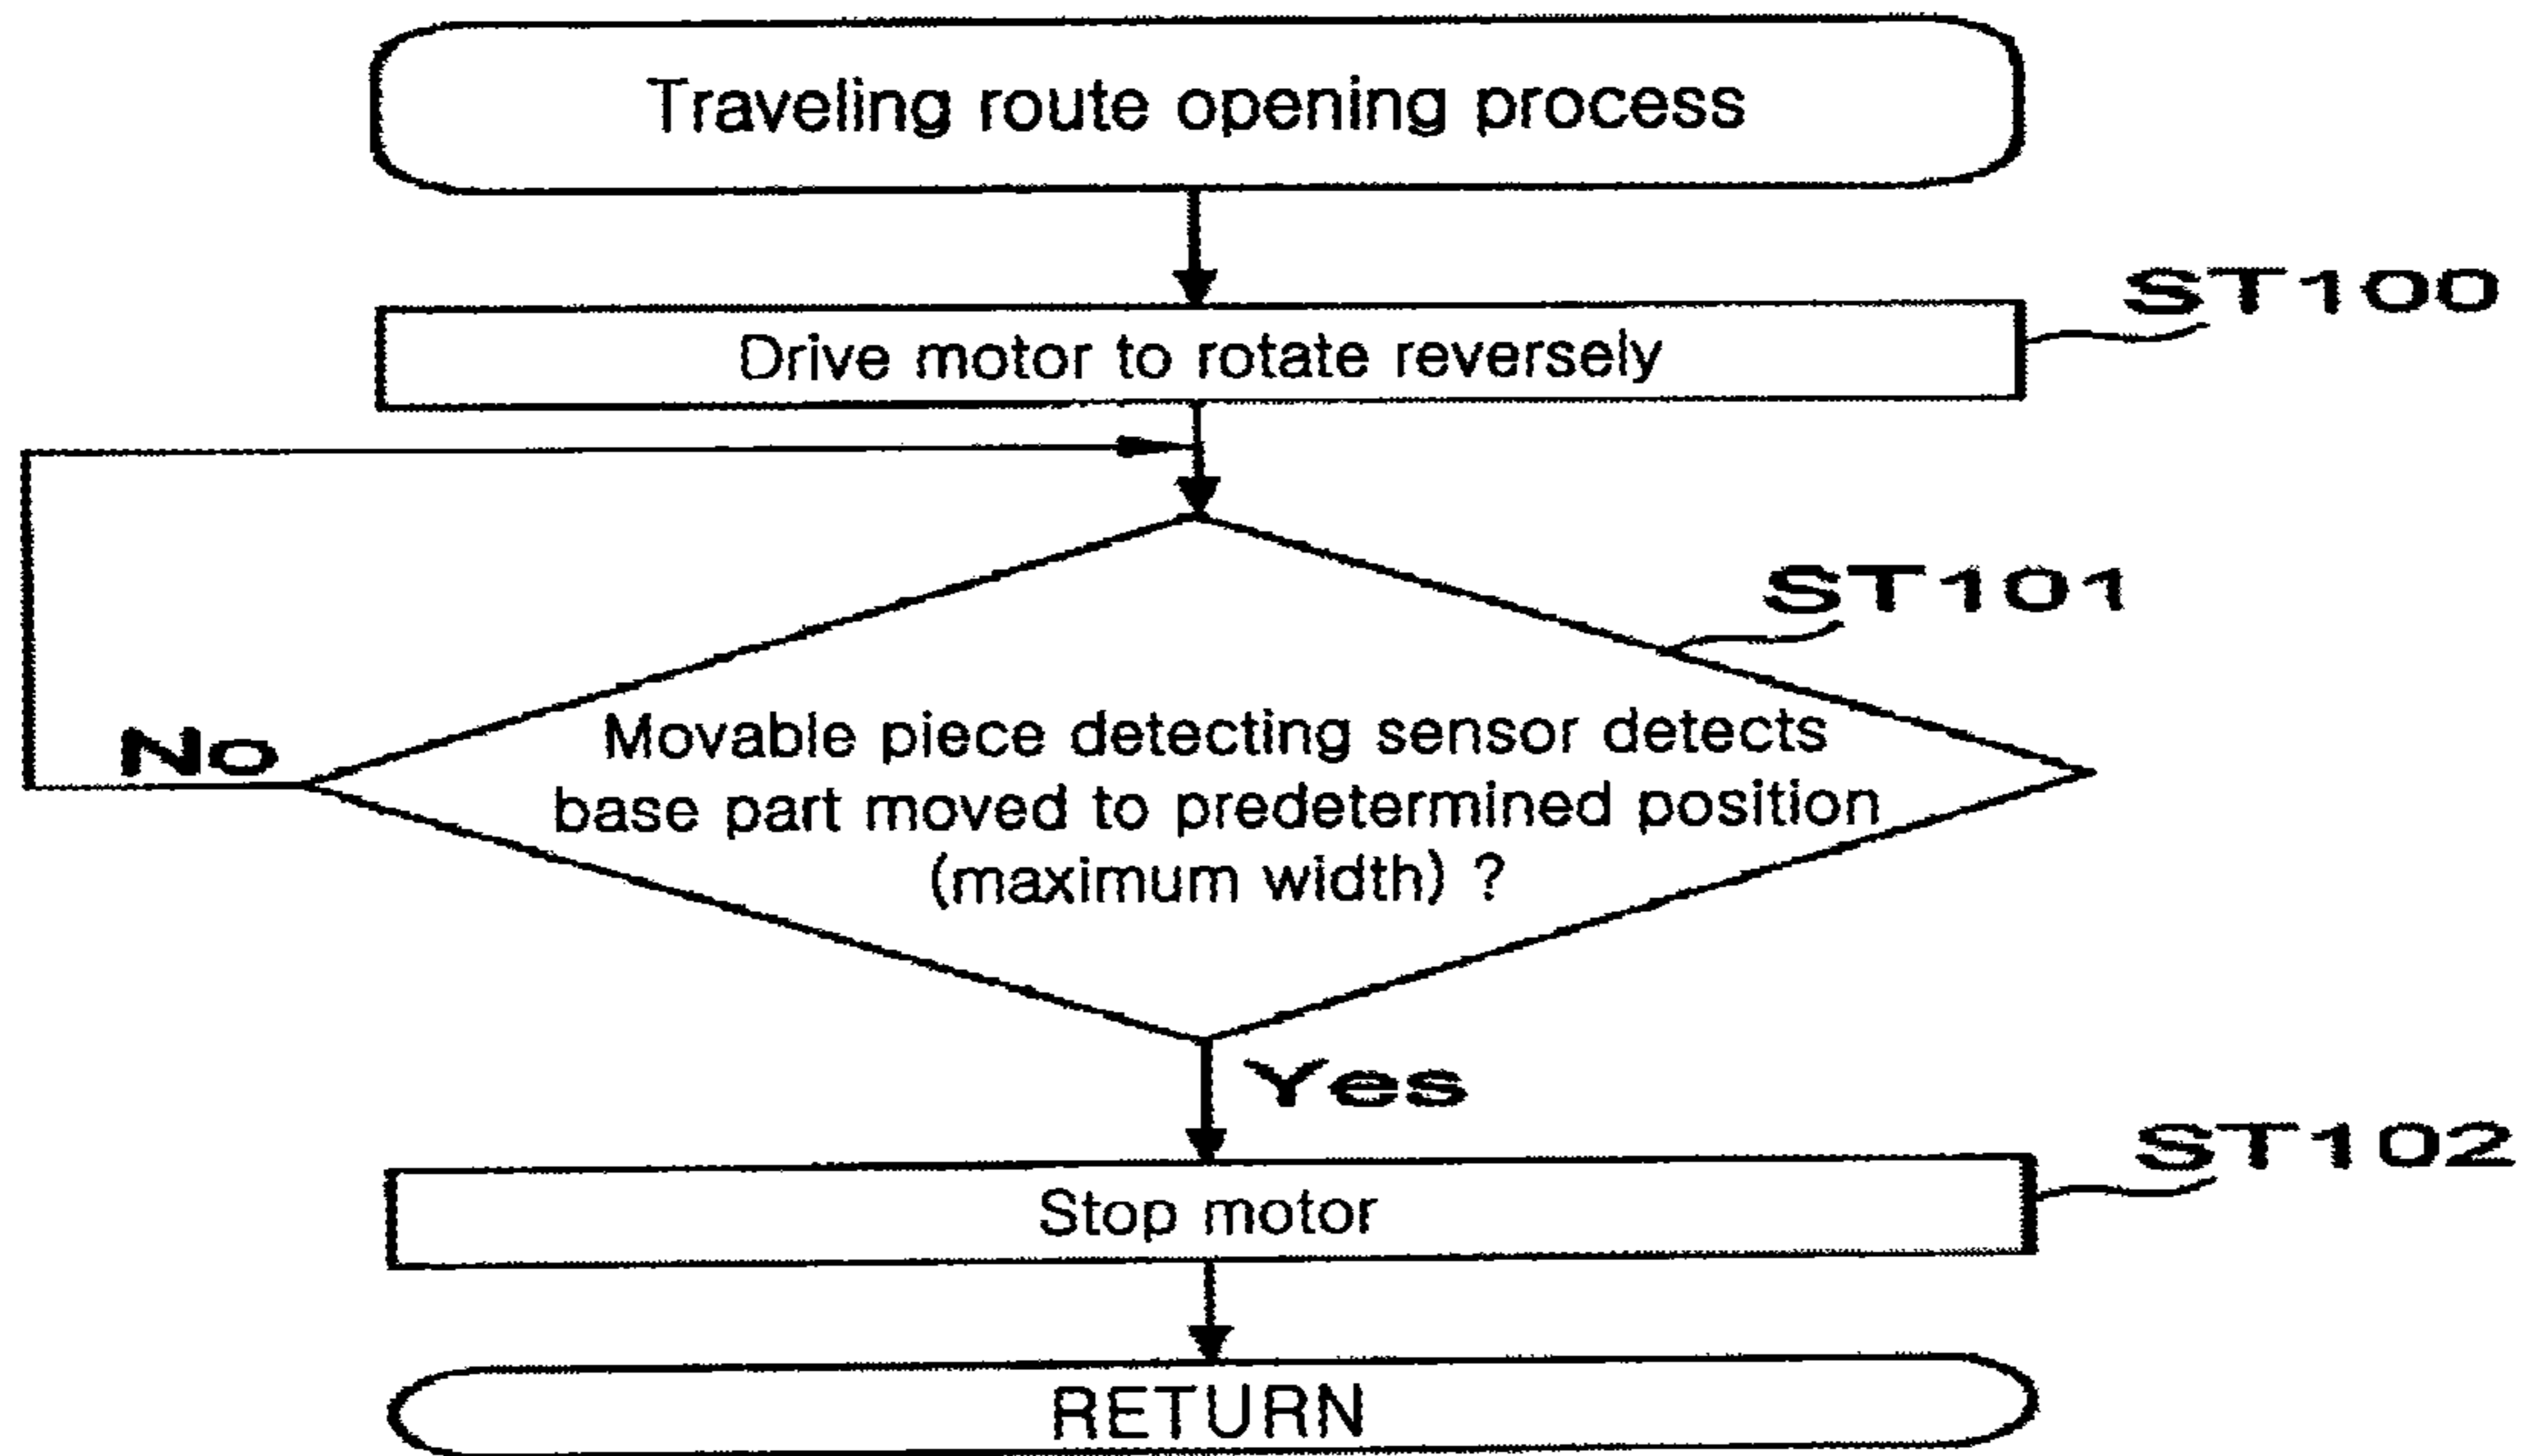 Traveling route opening process
ST100
Drive motor to rotate reversely
ST101
No
Movable piece detecting sensor detects
base part moved to predetermined position
(maximum width) ?
Yes
ST102
Stop motor
RETURN